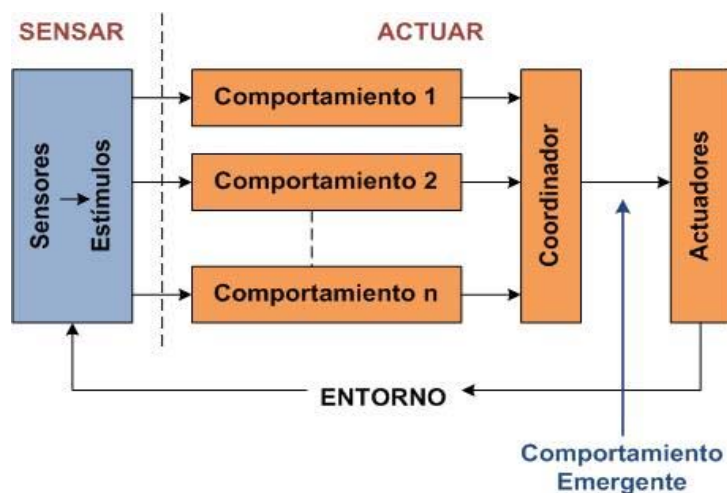 SENSAR
ACTUAR
Sensores
Estímulos
Comportamiento 1
Comportamiento 2
Comportamiento n
Coordinador
Actuadores
ENTORNO
Comportamiento
Emergente